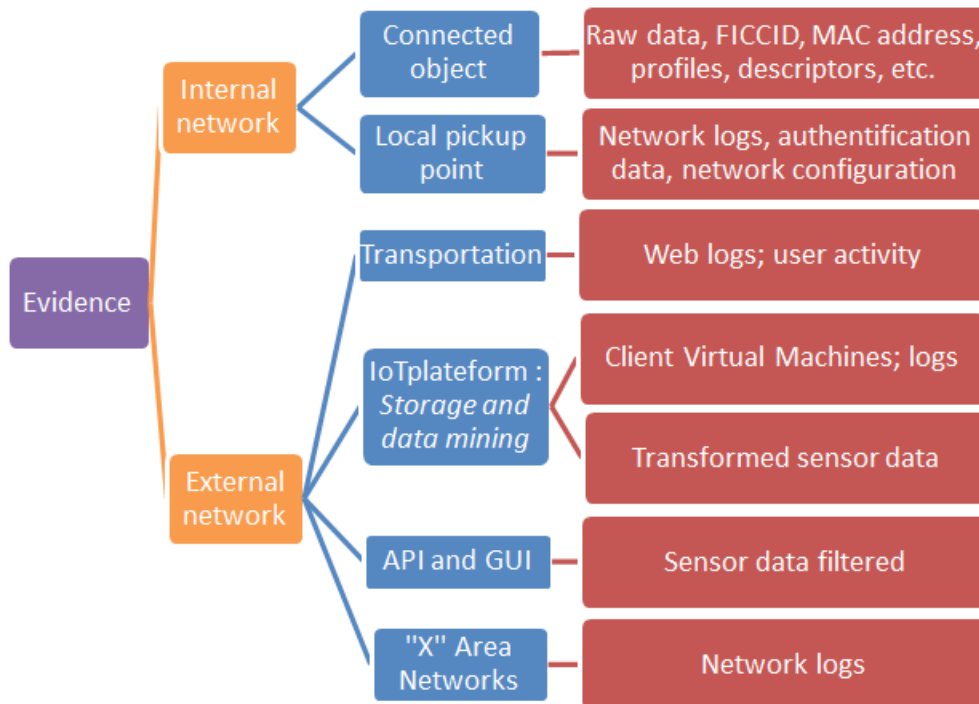 Evidence
Internal
network
Connected
object
Raw data, FICCID, MAC address,
profiles, descriptors, etc.
Local pickup
point
Network logs, authentification
data, network configuration
External
network
Transportation
Web logs; user activity
IoTplateform :
Storage and
data mining
Client Virtual Machines; logs
Transformed sensor data
API and GUI
Sensor data filtered
"X" Area
Networks
Network logs